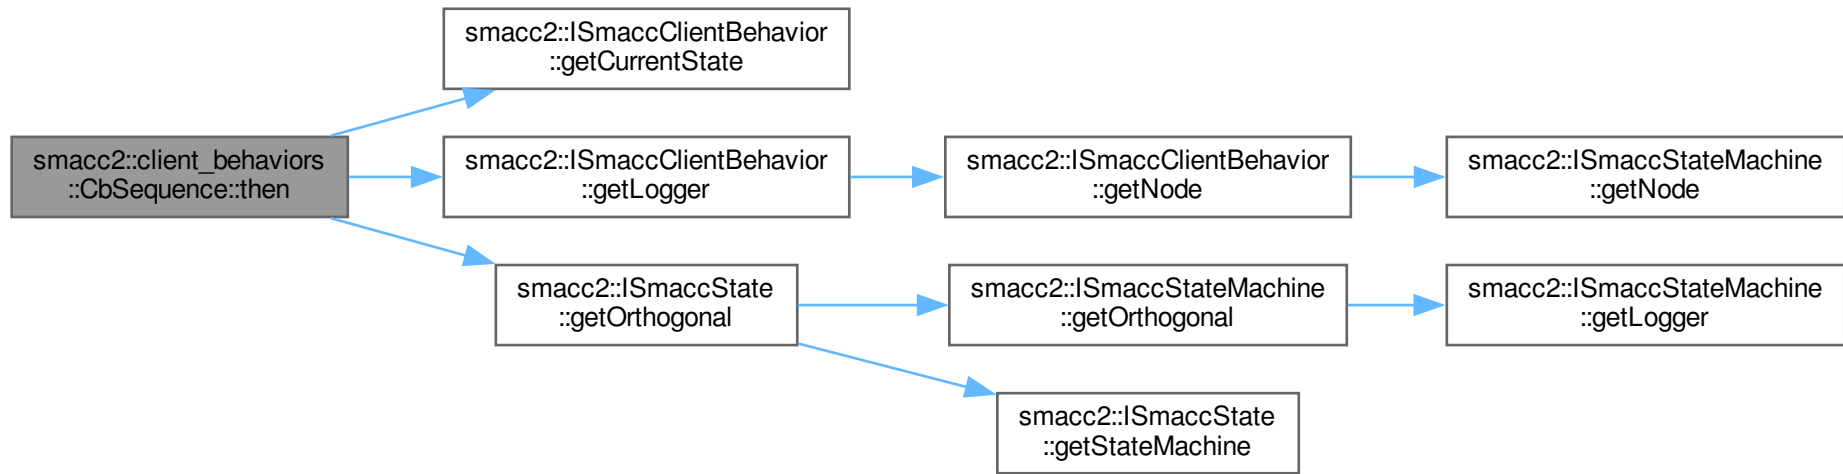 smacc2::client_behaviors
::CbSequence::then
smacc2::ISmaccClientBehavior
::getCurrentState
smacc2::ISmaccClientBehavior
::getLogger
smacc2::ISmaccState
::getOrthogonal
smacc2::ISmaccClientBehavior
::getNode
smacc2::ISmaccStateMachine
::getOrthogonal
smacc2::ISmaccState
::getStateMachine
smacc2::ISmaccStateMachine
::getNode
smacc2::ISmaccStateMachine
::getLogger